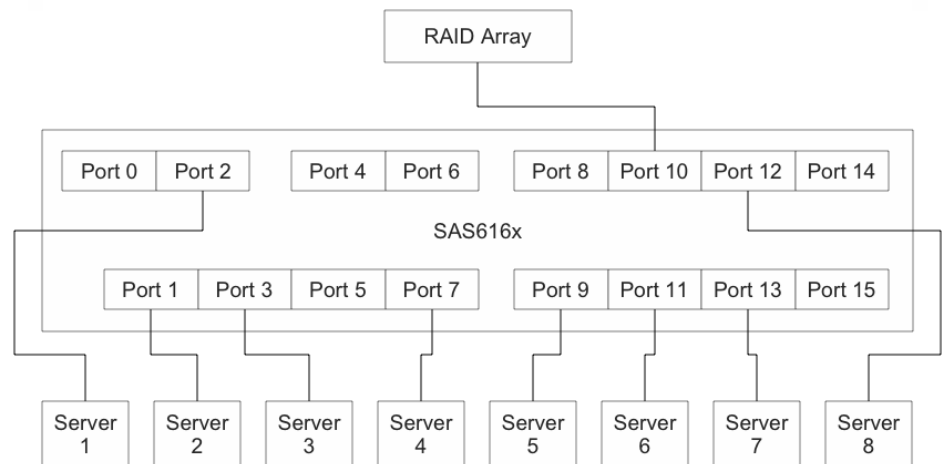 RAID Array
Port 0 Port 2 Port 4 Port 6 Port 8 Port 10 Port 12 Port 14
SAS616x
Port 1 Port 3 Port 5 Port 7 Port 9 Port 11 Port 13 Port 15
Server Server Server Server Server Server Server Server
1 2 3 4 5 6 7 8